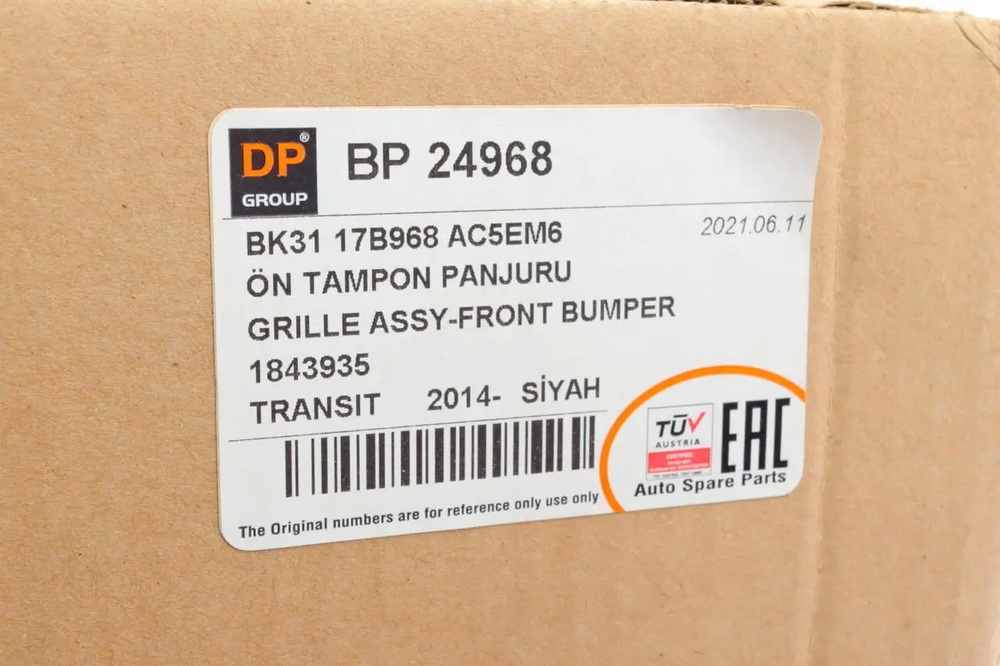 DP®
GROUP
BP 24968
BK31 17B968 AC5EM6
2021.06.11
ÖN TAMPON PANJURU
GRILLE ASSY-FRONT BUMPER
1843935
TRANSIT 2014- SİYAH
TÜV
AUSTRIA
CERTIFIED
EAC
Auto Spare Parts
The Original numbers are for reference only use only